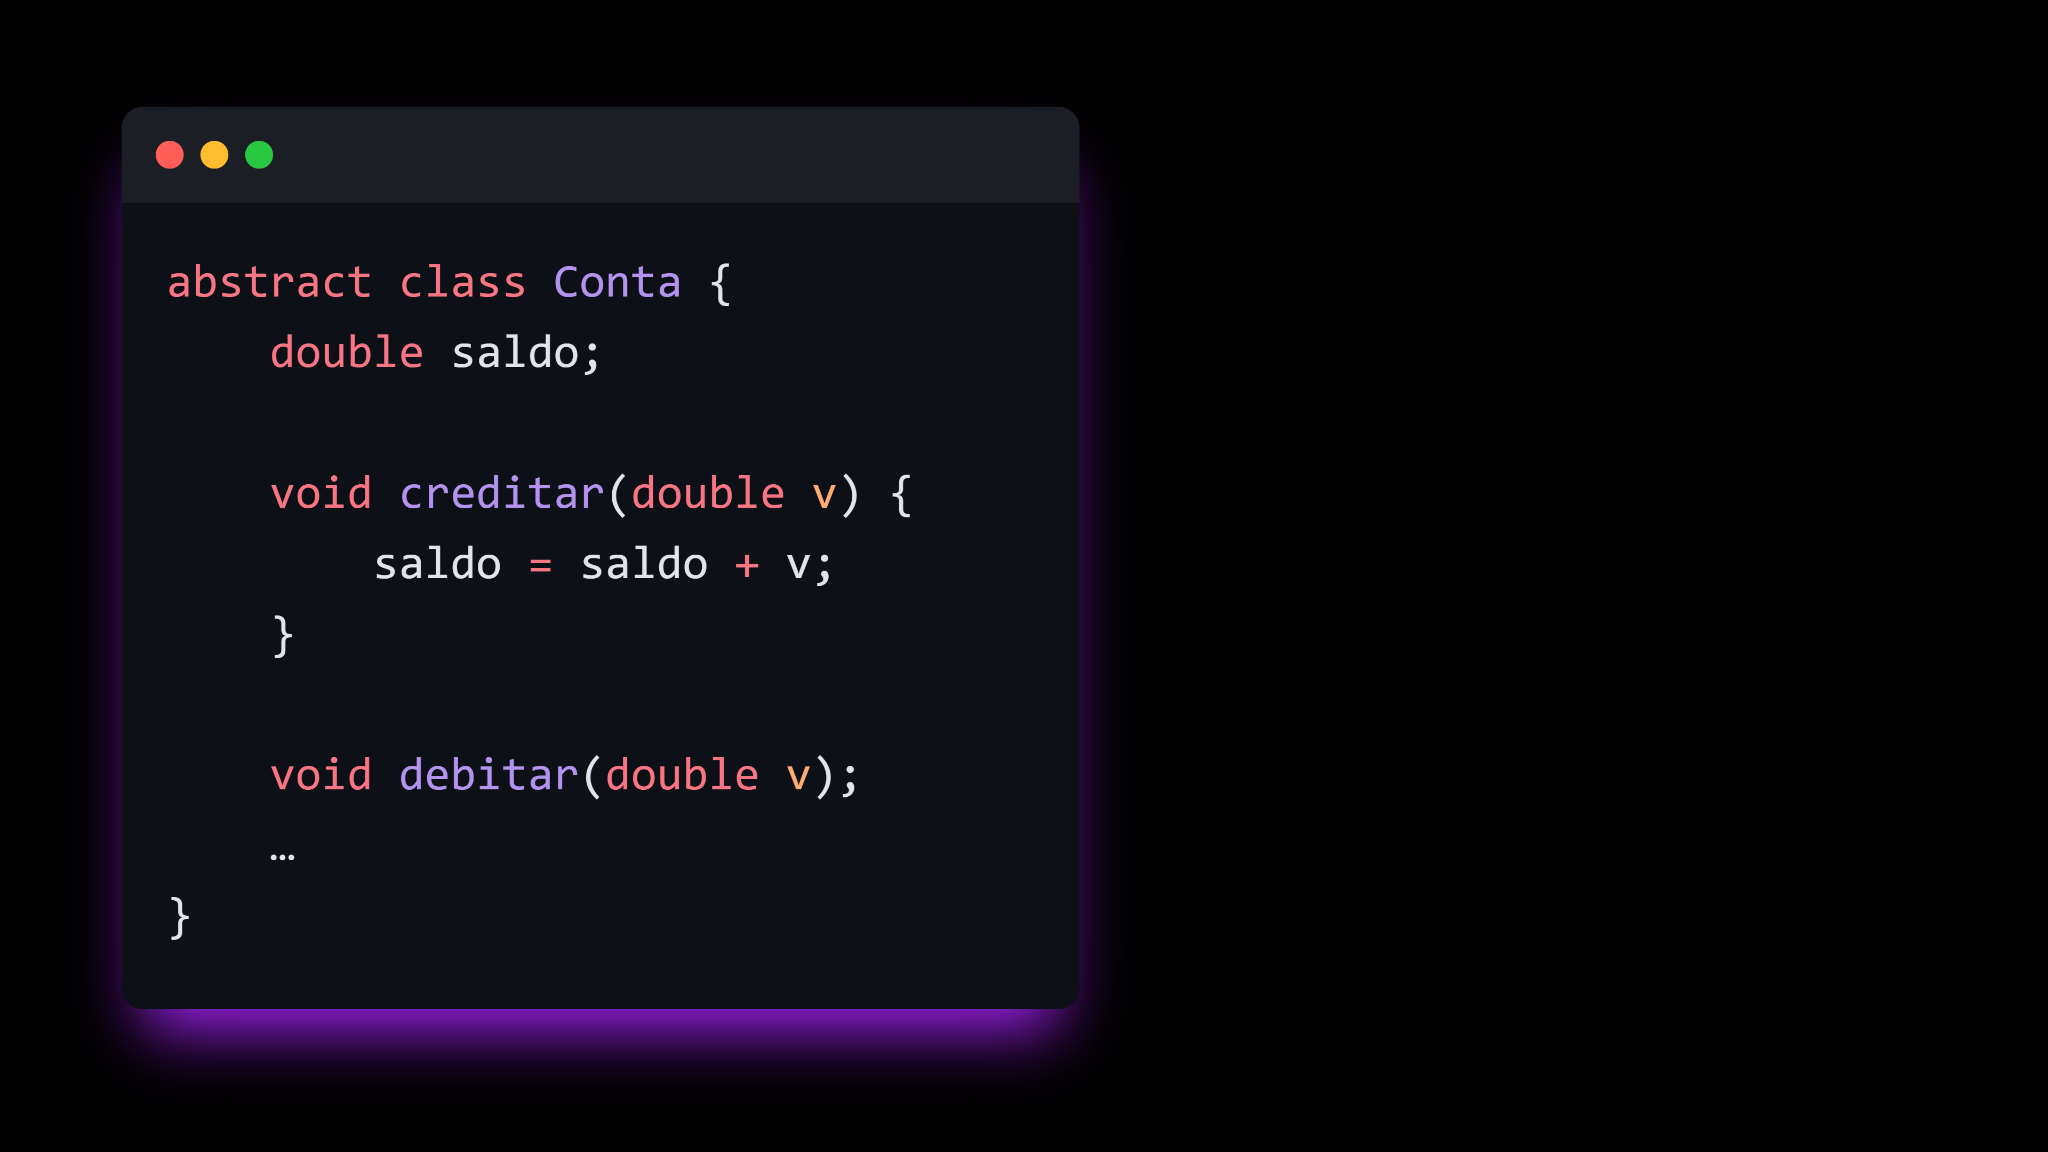 abstract class Conta {
    double saldo;

    void creditar(double v) {
        saldo = saldo + v;
    }

    void debitar(double v);
    …
}